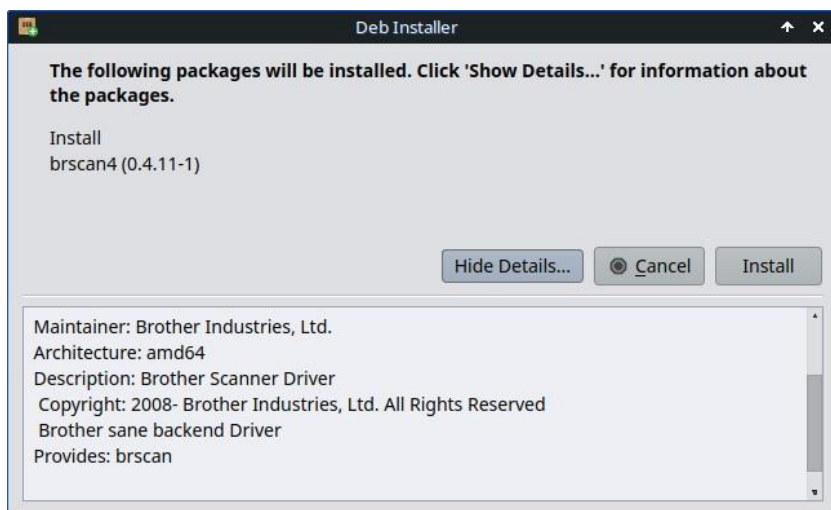 Deb Installer
The following packages will be installed. Click 'Show Details...' for information about
the packages.
Install
brscan4 (0.4.11-1)
Hide Details...
Cancel
Install
Maintainer: Brother Industries, Ltd.
Architecture: amd64
Description: Brother Scanner Driver
Copyright: 2008- Brother Industries, Ltd. All Rights Reserved
Brother sane backend Driver
Provides: brscan